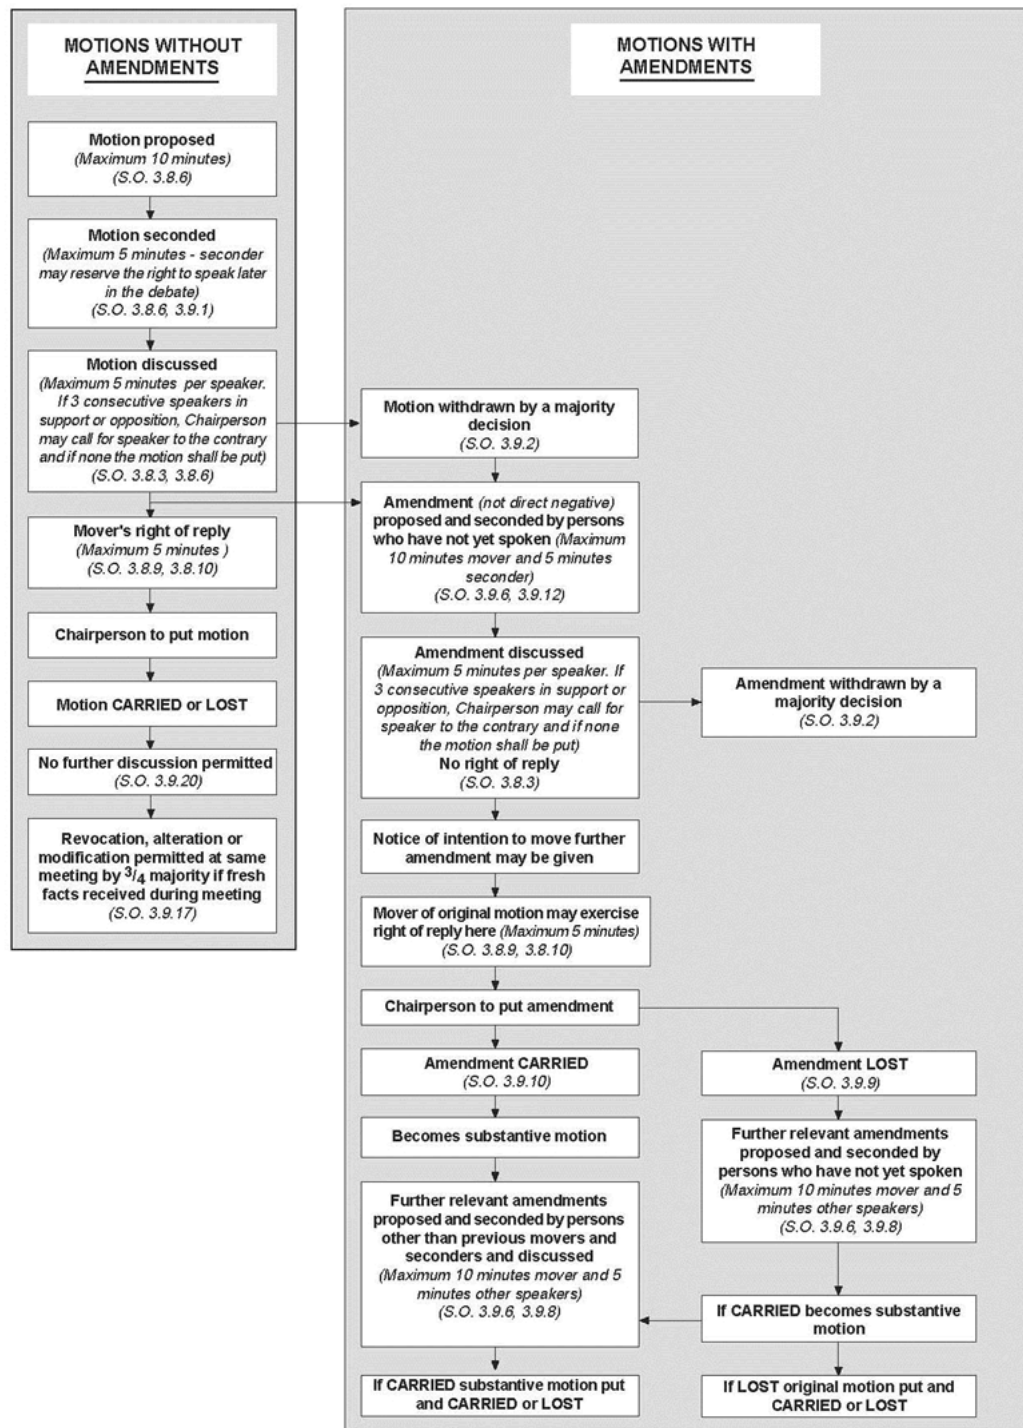 MOTIONS WITHOUT
AMENDMENTS
Motion proposed
(Maximum 10 minutes)
(S.O. 3.8.6)
Motion seconded
(Maximum 5 minutes - seconder
may reserve the right to speak later
in the debate)
(S.O. 3.8.6, 3.9.1)
Motion discussed
(Maximum 5 minutes per speaker.
If 3 consecutive speakers in
support or opposition, Chairperson
may call for speaker to the contrary
and if none the motion shall be put)
(S.O. 3.8.3, 3.8.6)
Mover's right of reply
(Maximum 5 minutes )
(S.O. 3.8.9, 3.8.10)
Chairperson to put motion
Motion CARRIED or LOST
No further discussion permitted
(S.O. 3.9.20)
Revocation, alteration or
modification permitted at same
meeting by 3/4 majority if fresh
facts received during meeting
(S.O. 3.9.17)
MOTIONS WITH
AMENDMENTS
Motion withdrawn by a majority
decision
(S.O. 3.9.2)
Amendment (not direct negative)
proposed and seconded by persons
who have not yet spoken (Maximum
10 minutes mover and 5 minutes
seconder)
(S.O. 3.9.6, 3.9.12)
Amendment discussed
(Maximum 5 minutes per speaker. If
3 consecutive speakers in support or
opposition, Chairperson may call for
speaker to the contrary and if none
the motion shall be put)
No right of reply
(S.O. 3.8.3)
Amendment withdrawn by a
majority decision
(S.O. 3.9.2)
Notice of intention to move further
amendment may be given
Mover of original motion may exercise
right of reply here (Maximum 5 minutes)
(S.O. 3.8.9, 3.8.10)
Chairperson to put amendment
Amendment CARRIED
(S.O. 3.9.10)
Becomes substantive motion
Further relevant amendments
proposed and seconded by persons
other than previous movers and
seconders and discussed
(Maximum 10 minutes mover and 5
minutes other speakers)
(S.O. 3.9.6, 3.9.8)
If CARRIED substantive motion put
and CARRIED or LOST
Amendment LOST
(S.O. 3.9.9)
Further relevant amendments
proposed and seconded by
persons who have not yet spoken
(Maximum 10 minutes mover and 5
minutes other speakers)
(S.O. 3.9.6, 3.9.8)
If CARRIED becomes substantive
motion
If LOST original motion put and
CARRIED or LOST